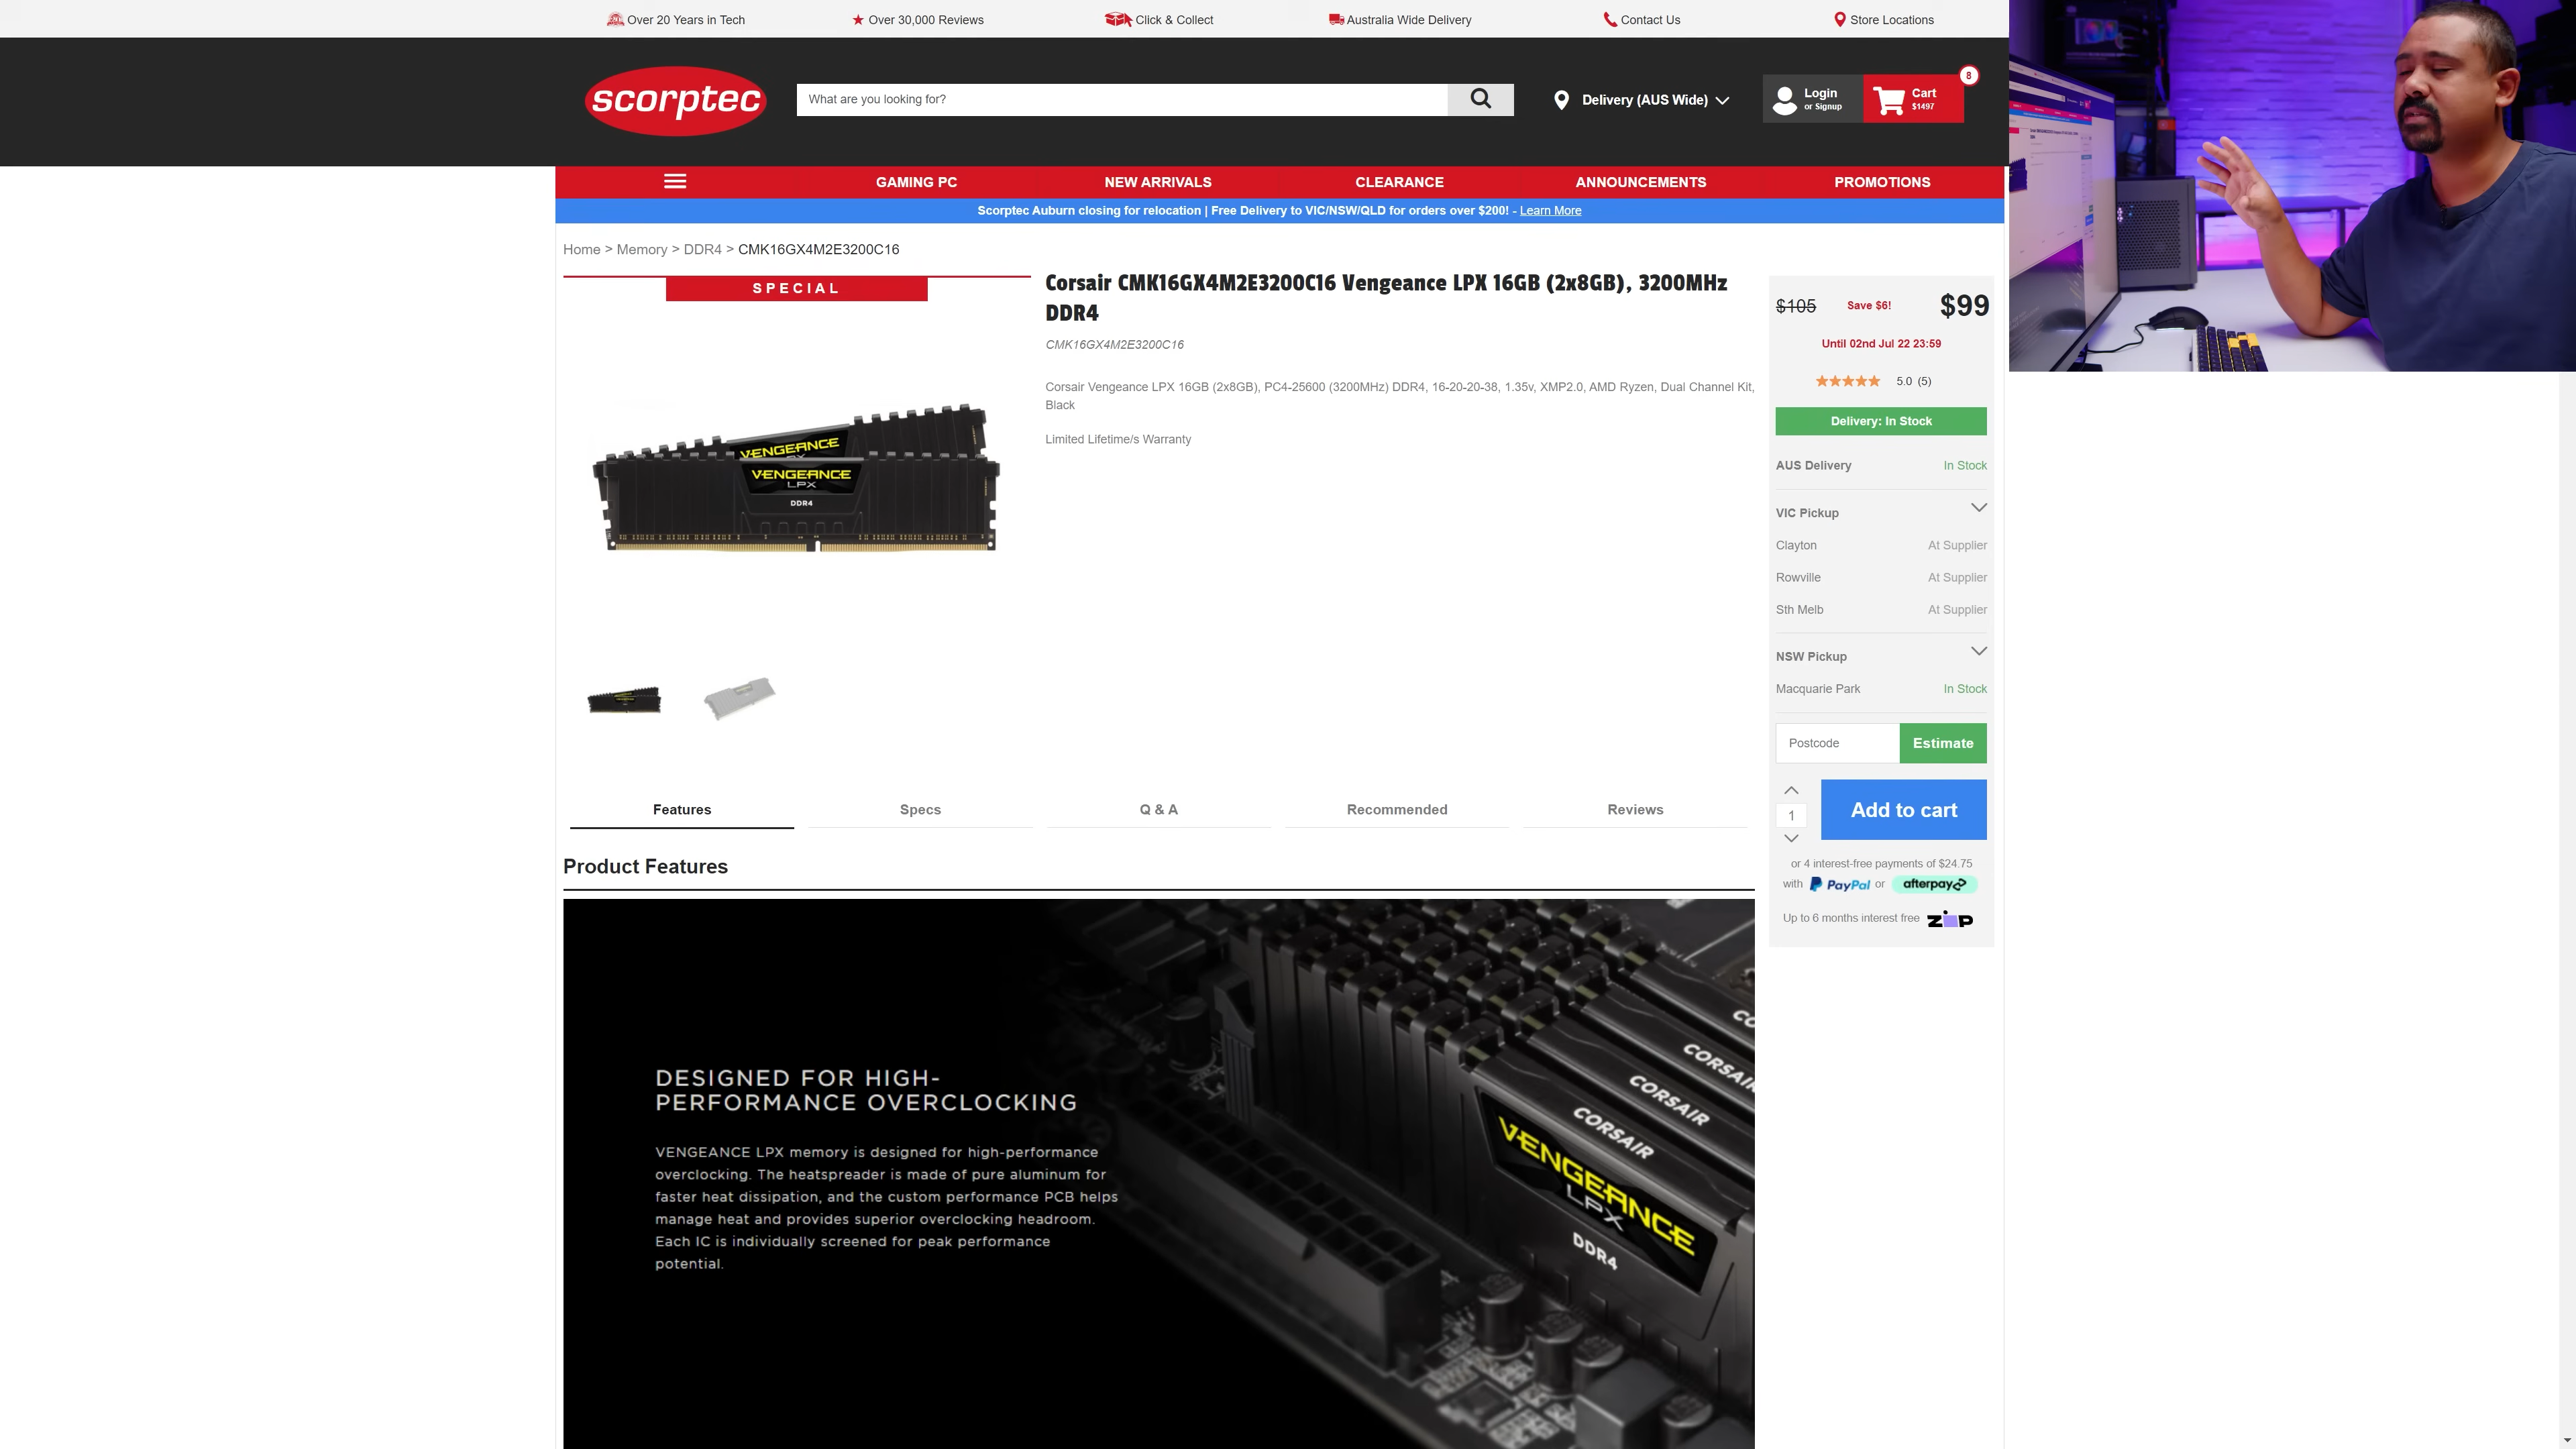 Over 20 Years in Tech
Over 30,000 Reviews
Click & Collect
Australia Wide Delivery
Contact Us
Store Locations
scorptec
What are you looking for?
Delivery (AUS Wide)
Login
or Signup
Cart
$1497
8
GAMING PC
NEW ARRIVALS
CLEARANCE
ANNOUNCEMENTS
PROMOTIONS
Scorptec Auburn closing for relocation | Free Delivery to VIC/NSW/QLD for orders over $200! - Learn More
Home > Memory > DDR4 > CMK16GX4M2E3200C16
SPECIAL
VENGEANCE
VENGEANCE
LPX
DDR4
Corsair CMK16GX4M2E3200C16 Vengeance LPX 16GB (2x8GB), 3200MHz
DDR4
CMK16GX4M2E3200C16
Corsair Vengeance LPX 16GB (2x8GB), PC4-25600 (3200MHz) DDR4, 16-20-20-38, 1.35v, XMP2.0, AMD Ryzen, Dual Channel Kit,
Black
Limited Lifetime/s Warranty
$105
Save $6!
$99
Until 02nd Jul 22 23:59
5.0 (5)
Delivery: In Stock
AUS Delivery In Stock
VIC Pickup
Clayton At Supplier
Rowville At Supplier
Sth Melb At Supplier
NSW Pickup
Macquarie Park In Stock
Postcode
Estimate
1
Add to cart
or 4 interest-free payments of $24.75
with PayPal or afterpay
Up to 6 months interest free zip
Features
Specs
Q & A
Recommended
Reviews
Product Features
DESIGNED FOR HIGH-
PERFORMANCE OVERCLOCKING
VENGEANCE LPX memory is designed for high-performance
overclocking. The heatspreader is made of pure aluminum for
faster heat dissipation, and the custom performance PCB helps
manage heat and provides superior overclocking headroom.
Each IC is individually screened for peak performance
potential.
CORSAIR
CORSAIR
CORSAIR
VENGEANCE
LPX
DDR4